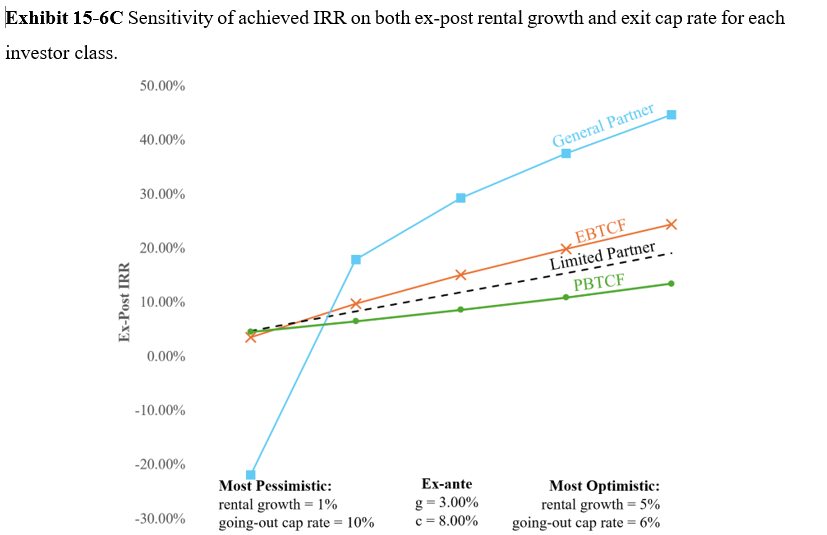 Exhibit 15-6C Sensitivity of achieved IRR on both ex-post rental growth and exit cap rate for each
investor class.
50.00%
40.00%
30.00%
20.00%
10.00%
0.00%
-10.00%
-20.00%
-30.00%
Ex-Post IRR
General Partner
EBTCF
Limited Partner
PBTCF
Most Pessimistic:
rental growth = 1%
going-out cap rate = 10%
Ex-ante
g = 3.00%
c = 8.00%
Most Optimistic:
rental growth = 5%
going-out cap rate = 6%